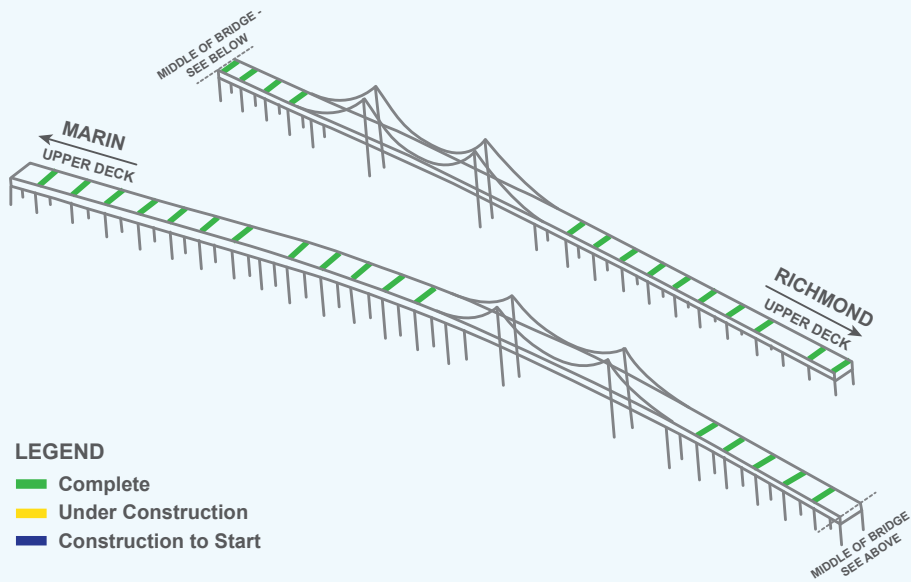 MIDDLE OF BRIDGE -
SEE BELOW
MARIN
UPPER DECK
RICHMOND
UPPER DECK
LEGEND
Complete
Under Construction
Construction to Start
MIDDLE OF BRIDGE -
SEE ABOVE